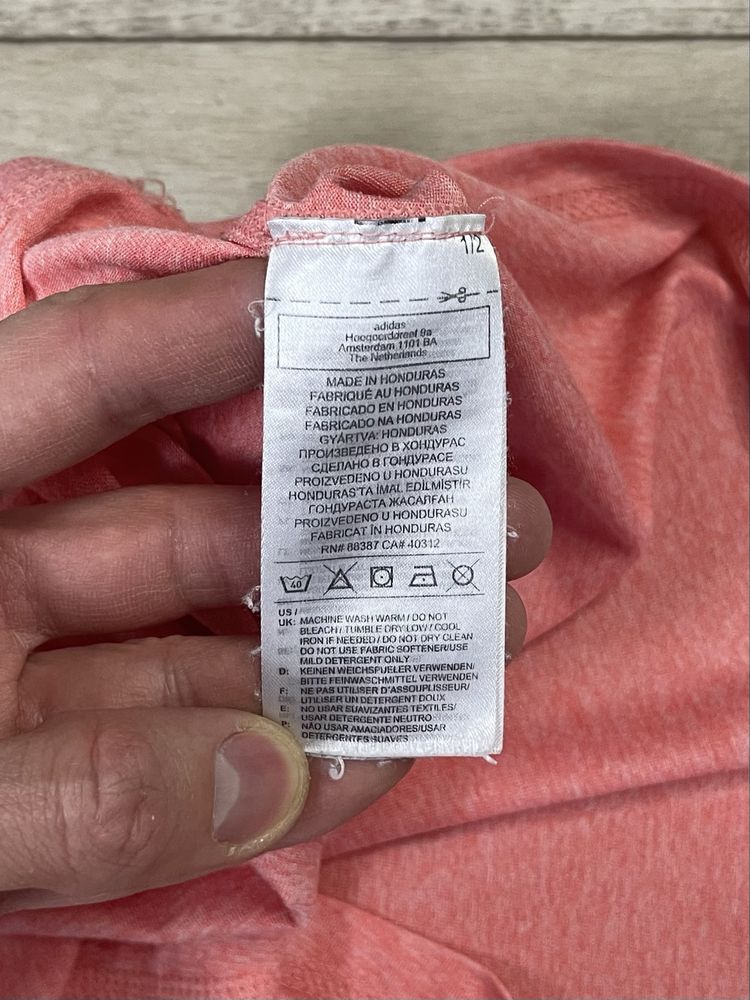 1/2
adidas
Hoogoorddreef 9a
Amsterdam 1101 BA
The Netherlands
MADE IN HONDURAS
FABRIQUÉ AU HONDURAS
FABRICADO EN HONDURAS
FABRICADO NA HONDURAS
GYÁRTVA: HONDURAS
ПРОИЗВЕДЕНО В ХОНДУРАС
СДЕЛАНО В ГОНДУРАСЕ
PROIZVEDENO U HONDURASU
HONDURAS'TA İMAL EDİLMİŞTİR
ГОНДУРАСТА ЖАСАЛҒАН
PROIZVEDENO U HONDURASU
FABRICAT ÎN HONDURAS
RN# 88387 CA# 40312
40
US /
UK: MACHINE WASH WARM / DO NOT
BLEACH / TUMBLE DRY LOW / COOL
IRON IF NEEDED / DO NOT DRY CLEAN
DO NOT USE FABRIC SOFTENER/USE
MILD DETERGENT ONLY
D: KEINEN WEICHSPUELER VERWENDEN/
BITTE FEINWASCHMITTEL VERWENDEN
F: NE PAS UTILISER D'ASSOUPLISSEUR/
UTILISER UN DETERGENT DOUX
E: NO USAR SUAVIZANTES TEXTILES/
USAR DETERGENTE NEUTRO
P: NÃO USAR AMACIADORES/USAR
DETERGENTES SUAVES